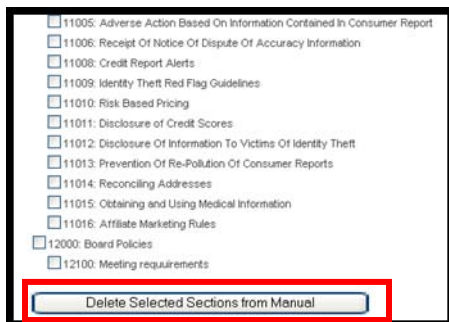 11005: Adverse Action Based On Information Contained In Consumer Report
11006: Receipt Of Notice Of Dispute Of Accuracy Information
11008: Credit Report Alerts
11009: Identity Theft Red Flag Guidelines
11010: Risk Based Pricing
11011: Disclosure of Credit Scores
11012: Disclosure Of Information To Victims Of Identity Theft
11013: Prevention Of Re-Pollution Of Consumer Reports
11014: Reconciling Addresses
11015: Obtaining and Using Medical Information
11016: Affiliate Marketing Rules
12000: Board Policies
12100: Meeting requuirements
Delete Selected Sections from Manual